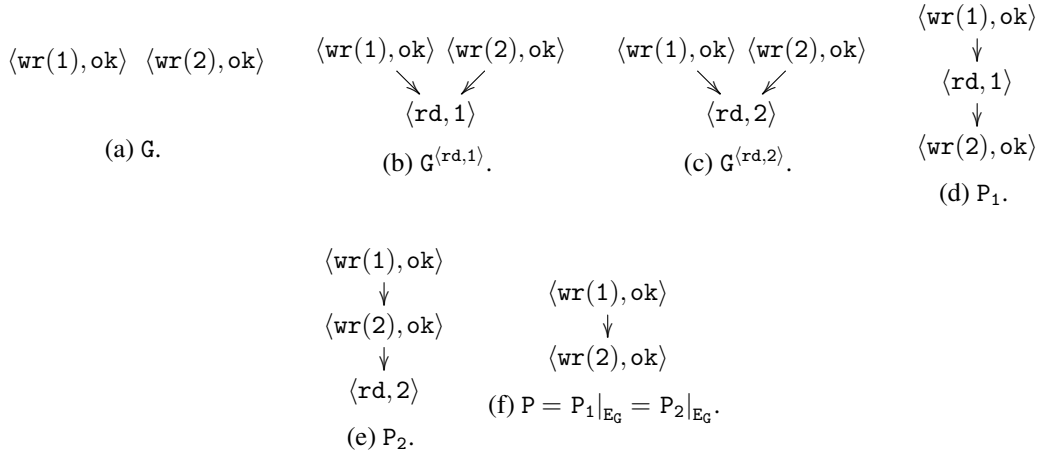 ⟨wr(1), ok⟩ ⟨wr(2), ok⟩
(a) G.
⟨wr(1), ok⟩ ⟨wr(2), ok⟩
⟨rd, 1⟩
(b) G^⟨rd,1⟩.
⟨wr(1), ok⟩ ⟨wr(2), ok⟩
⟨rd, 2⟩
(c) G^⟨rd,2⟩.
⟨wr(1), ok⟩
⟨rd, 1⟩
⟨wr(2), ok⟩
(d) P₁.
⟨wr(1), ok⟩
⟨wr(2), ok⟩
⟨rd, 2⟩
(e) P₂.
⟨wr(1), ok⟩
⟨wr(2), ok⟩
(f) P = P₁|_E_G = P₂|_E_G.